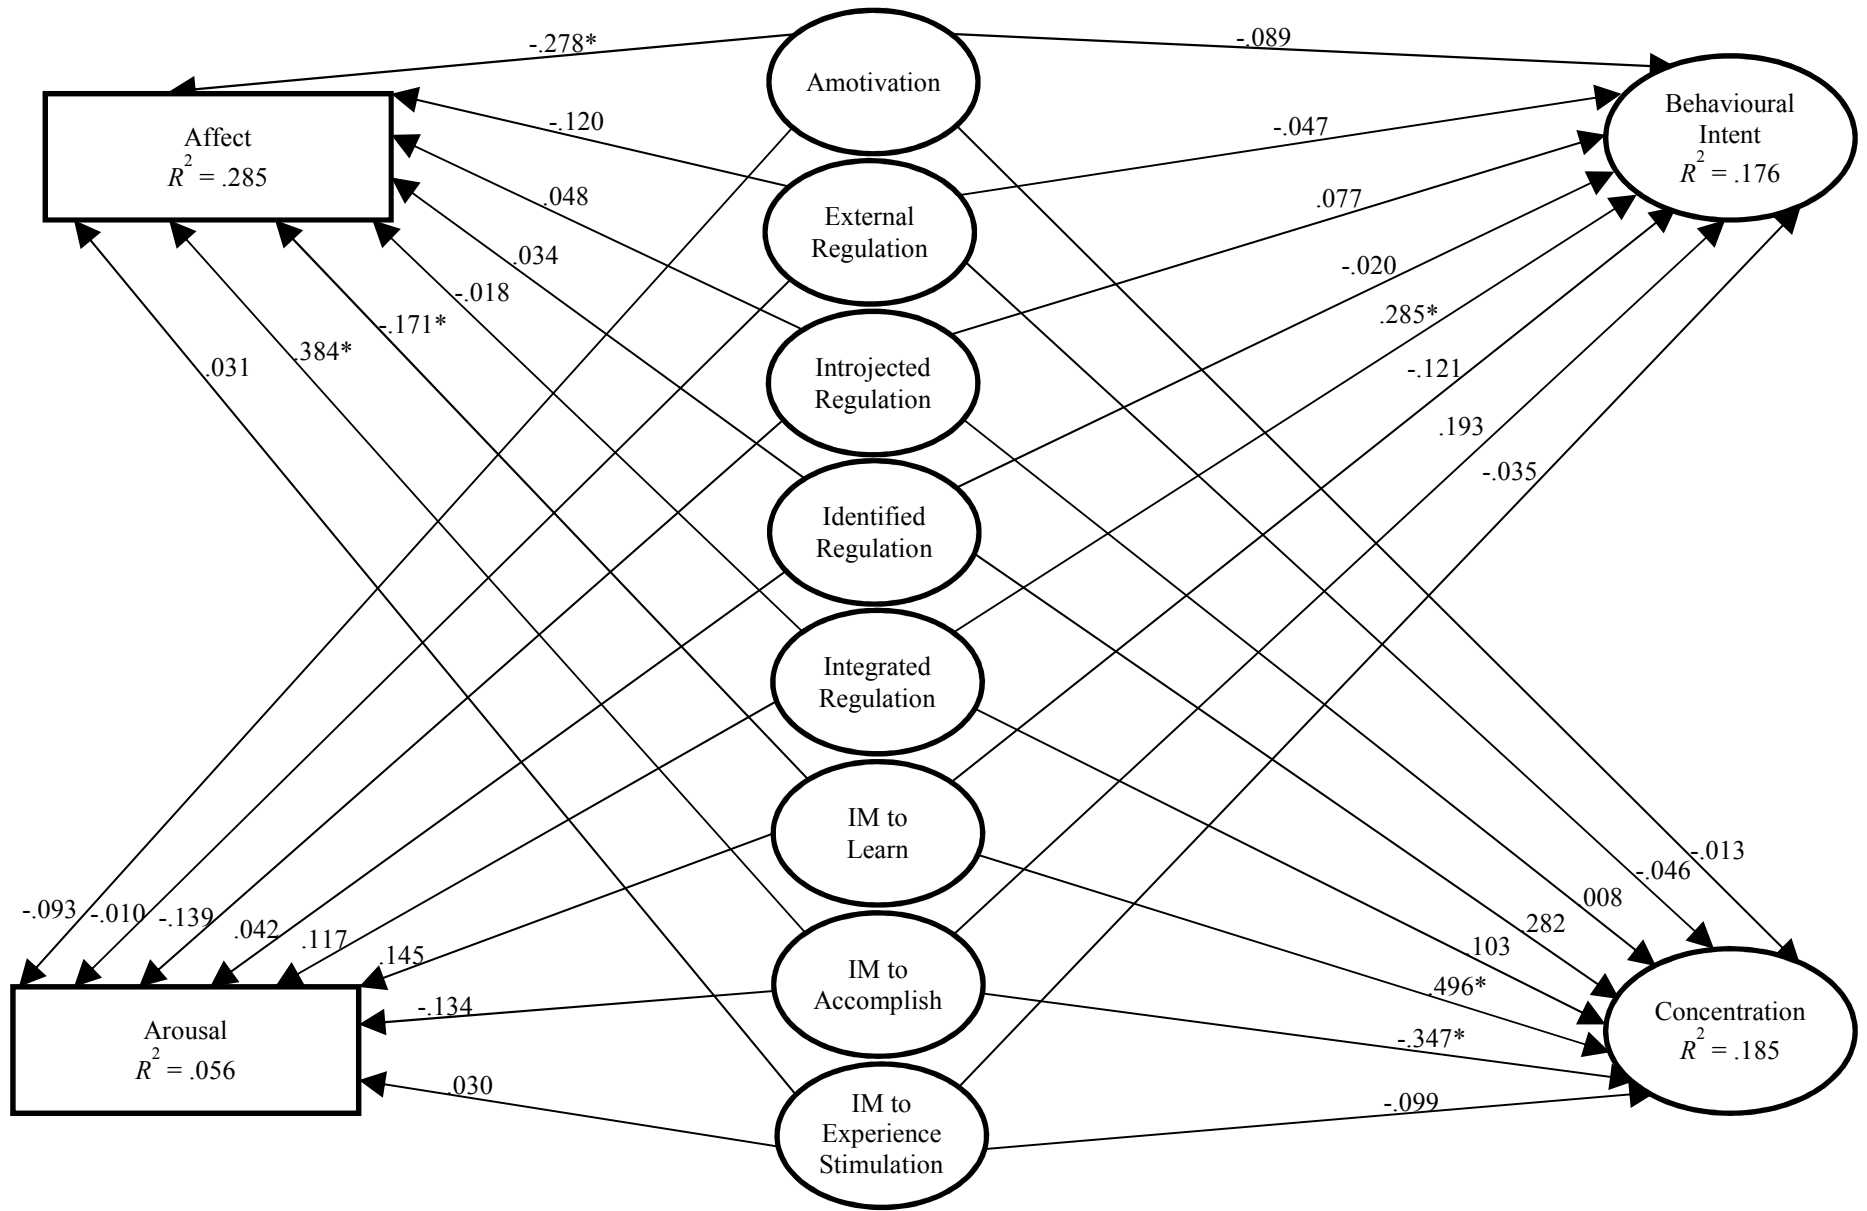 -.278*
Amotivation
-.089
Affect
R² = .285
-.120
-.047
Behavioural
Intent
R² = .176
.048
External
Regulation
.077
.034
-.020
-.018
.285*
-.171*
Introjected
Regulation
-.121
.384*
.031
.193
-.035
Identified
Regulation
Integrated
Regulation
IM to
Learn
-.093
-.010
-.139
.042
.117
.145
-.013
-.046
008
.282
.103
.496*
IM to
Accomplish
-.134
-.347*
Arousal
R² = .056
Concentration
R² = .185
.030
-.099
IM to
Experience
Stimulation